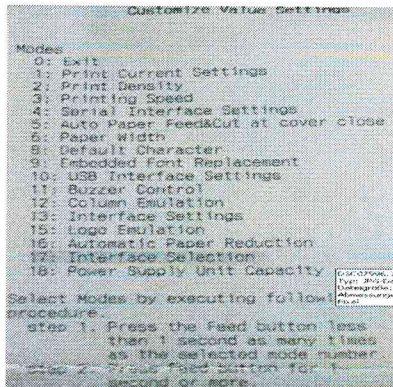 Customize Value Settings
Modes
0: Exit
1: Print Current Settings
2: Print Density
3: Printing Speed
4: Serial Interface Settings
5: Auto Paper Feed&Cut at cover close
6: Paper Width
8: Default Character
9: Embedded Font Replacement
10: USB Interface Settings
11: Buzzer Control
12: Column Emulation
13: Interface Settings
15: Logo Emulation
16: Automatic Paper Reduction
17: Interface Selection
18: Power Supply Unit Capacity
Select Modes by executing
procedure.
step 1. Press the Feed button less
than 1 second as many times
as the selected mode number
step 2. Press Feed button for 1
second or more.